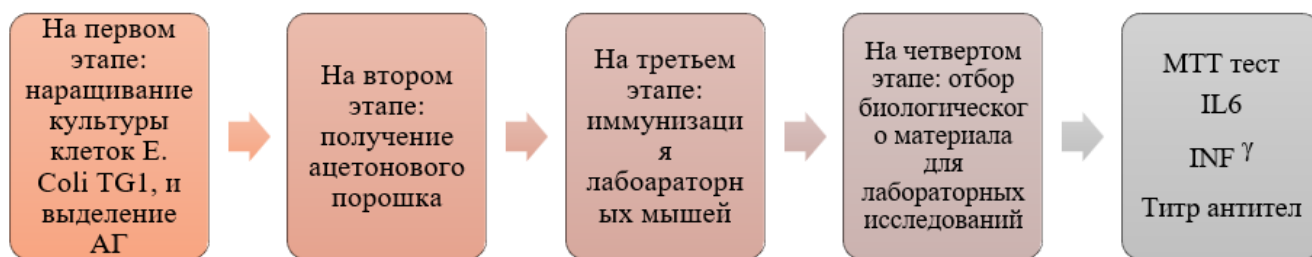 На первом
этапе:
наращивание
культуры
клеток E.
Coli TG1, и
выделение
АГ
На втором
этапе:
получение
ацетонового
порошка
На третьем
этапе:
иммунизаци
я
лабоараторн
ых мышей
На четвертом
этапе: отбор
биологическог
о материала
для
лабораторных
исследований
МТТ тест
IL6
INF γ
Титр антител